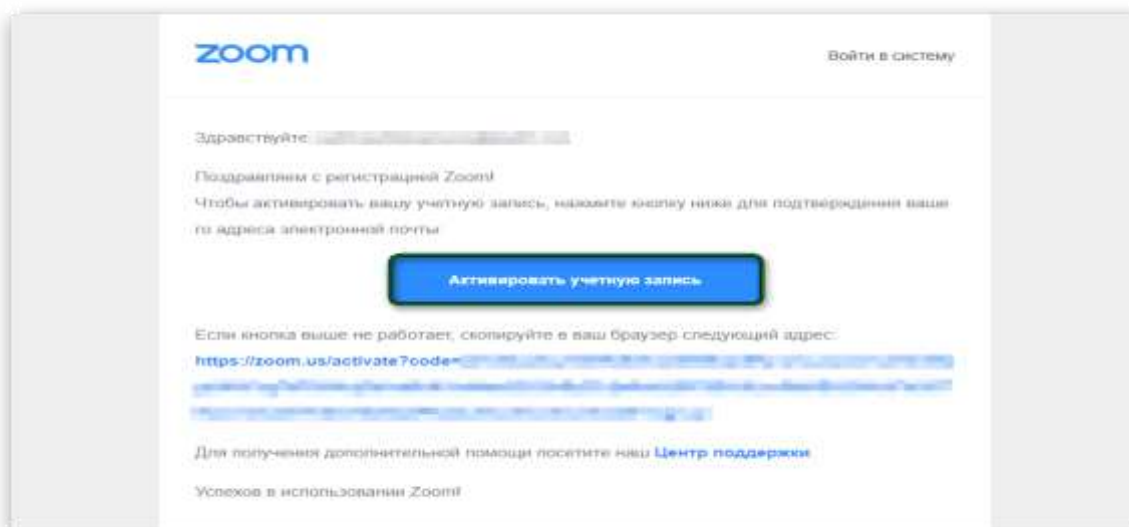 zoom
Войти в систему
Здравствуйте
Поздравляем с регистрацией Zoom!
Чтобы активировать вашу учетную запись, нажмите кнопку ниже для подтверждения ваше
го адреса электронной почты
Активировать учетную запись
Если кнопка выше не работает, скопируйте в ваш браузер следующий адрес:
https://zoom.us/activate?code=
Для получения дополнительной помощи посетите наш Центр поддержки
Успехов в использовании Zoom!